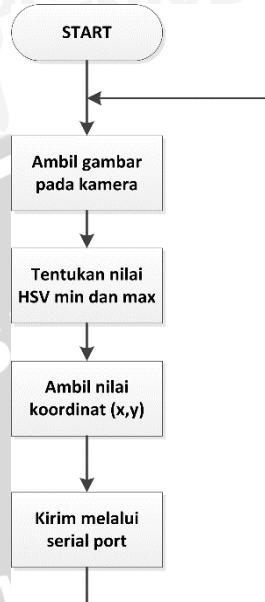 START
Ambil gambar
pada kamera
Tentukan nilai
HSV min dan max
Ambil nilai
koordinat (x,y)
Kirim melalui
serial port